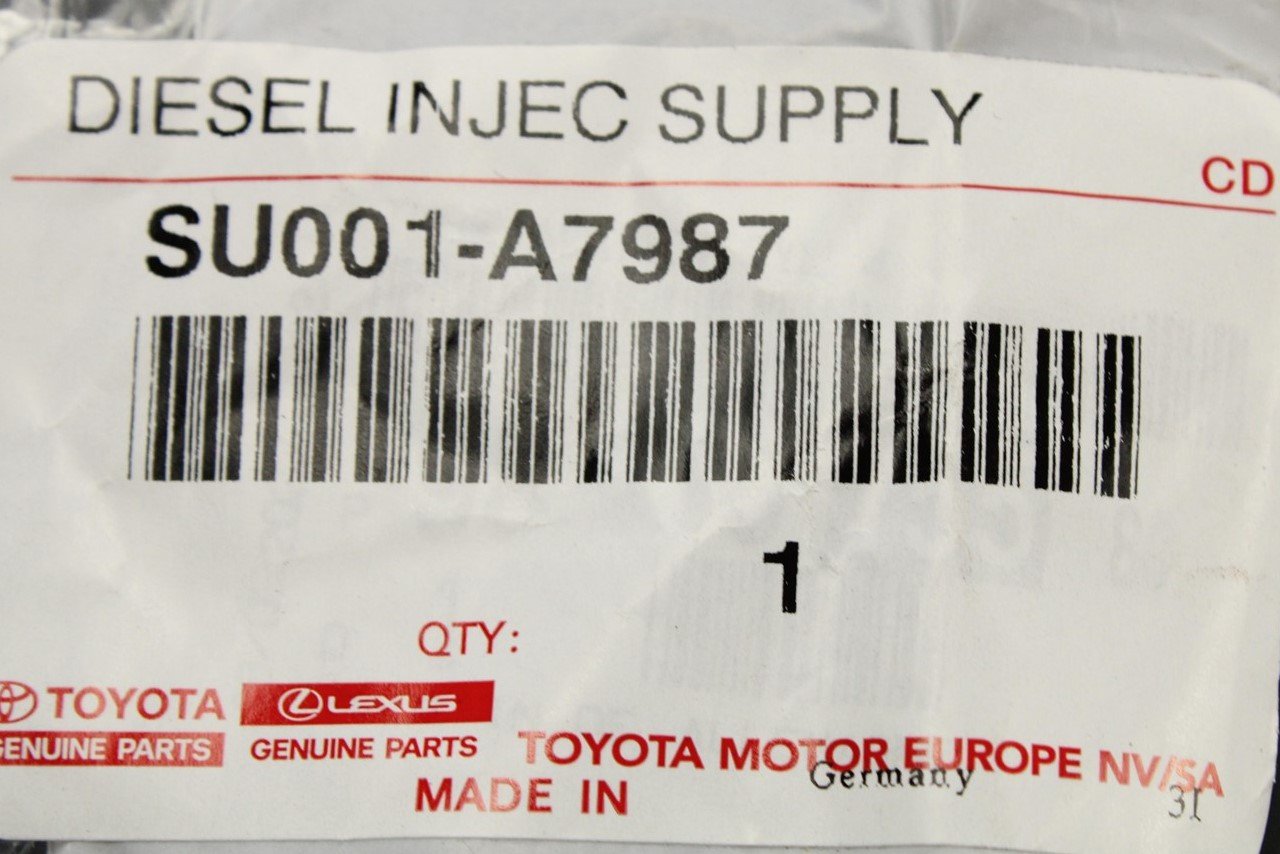 DIESEL INJEC SUPPLY
CD
SU001-A7987
1
QTY:
TOYOTA LEXUS
GENUINE PARTS GENUINE PARTS TOYOTA MOTOR EUROPE NV/SA
MADE IN Germany
3I